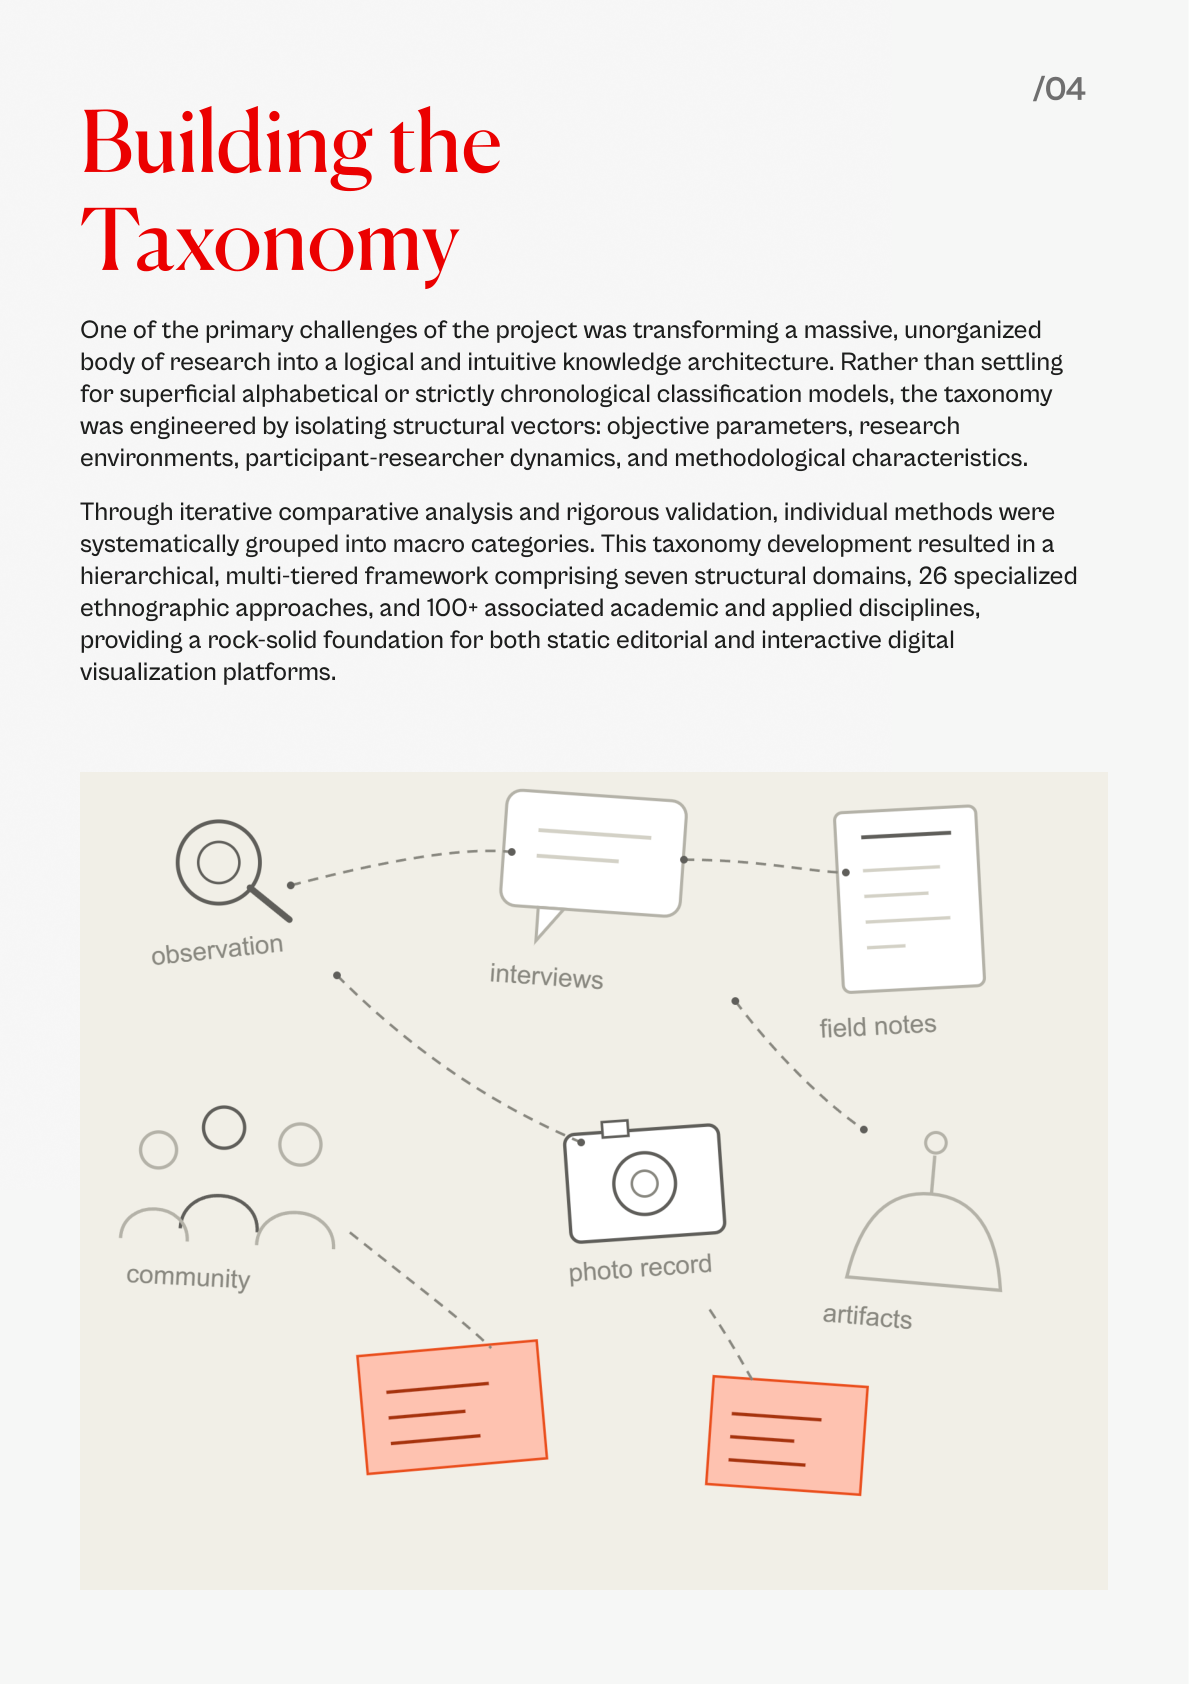 /04
Building the
Taxonomy
One of the primary challenges of the project was transforming a massive, unorganized
body of research into a logical and intuitive knowledge architecture. Rather than settling
for superficial alphabetical or strictly chronological classification models, the taxonomy
was engineered by isolating structural vectors: objective parameters, research
environments, participant-researcher dynamics, and methodological characteristics.
Through iterative comparative analysis and rigorous validation, individual methods were
systematically grouped into macro categories. This taxonomy development resulted in a
hierarchical, multi-tiered framework comprising seven structural domains, 26 specialized
ethnographic approaches, and 100+ associated academic and applied disciplines,
providing a rock-solid foundation for both static editorial and interactive digital
visualization platforms.
observation
interviews
field notes
community
photo record
artifacts